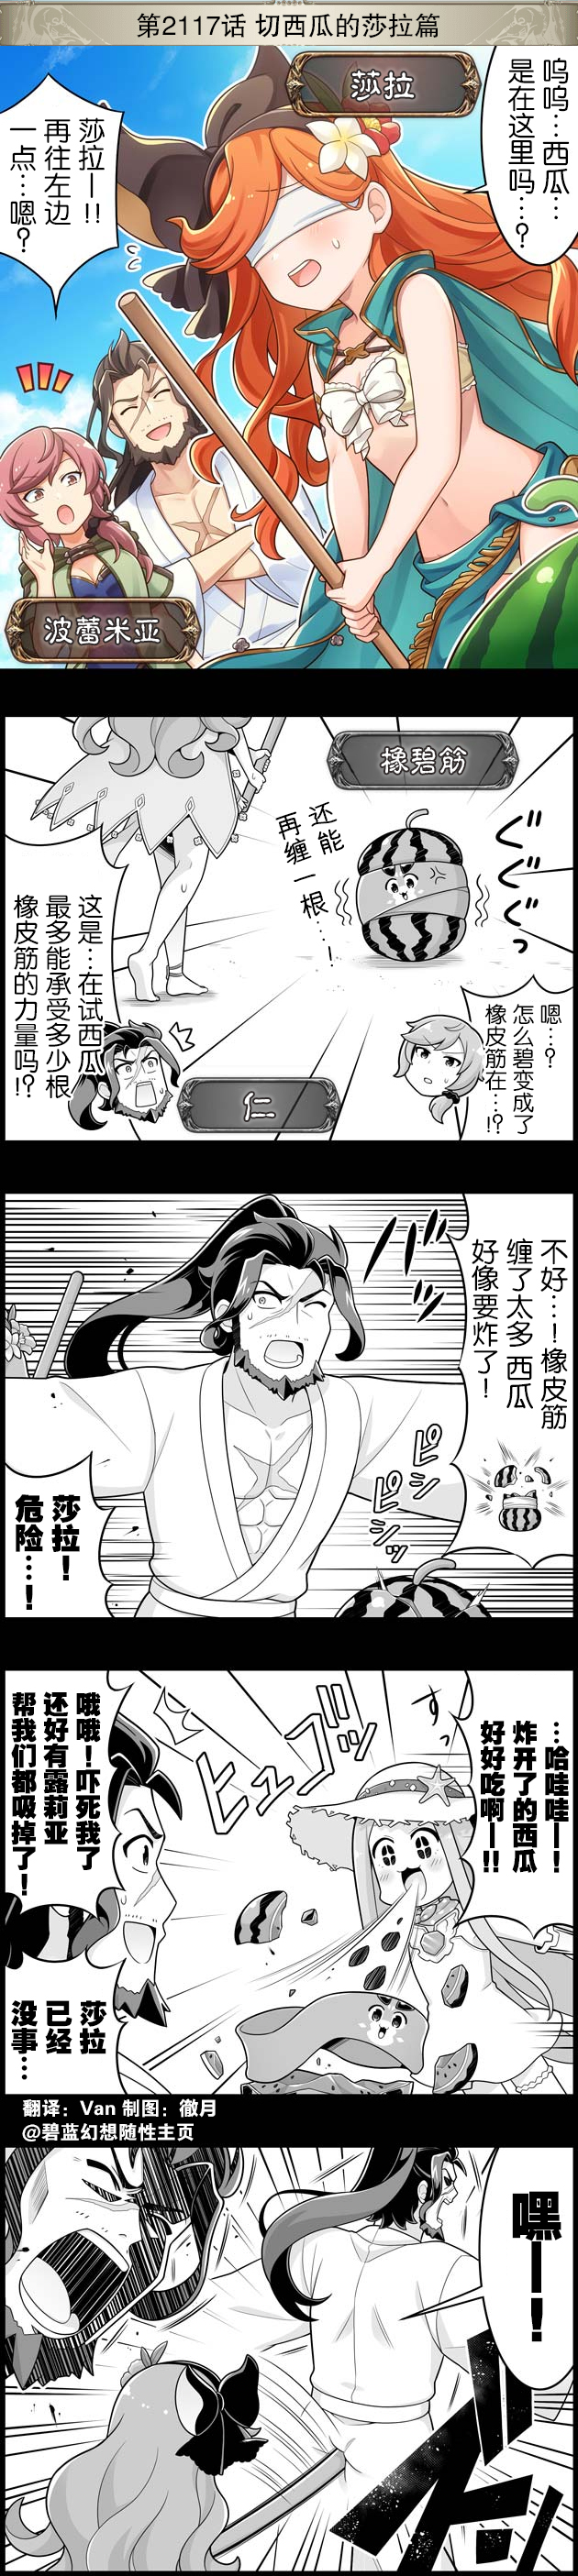 第2117话 切西瓜的莎拉篇
莎拉
呜呜…西瓜…
是在这里吗…?
莎拉ー!!
再往左边
一点…嗯?
波蕾米亚
橡碧筋
还能
再缠一根…!
ぐぐぐっ
嗯…?
怎么碧变成了
橡皮筋在…!?
这是…在试西瓜
最多能承受多少根
橡皮筋的力量吗!?
仁
不好…!橡皮筋
缠了太多 西瓜
好像要炸了!
ピシ
ピシッ
莎拉!
危险…!
…哈哇哇ー!
炸开了的西瓜
好好吃啊ー!!
ヒュゴッ
哦哦!吓死我了
还好有露莉亚
帮我们都吸掉了!
莎拉
已经
没事…
翻译：Van 制图：徹月
@碧蓝幻想随性主页
嘿ー!